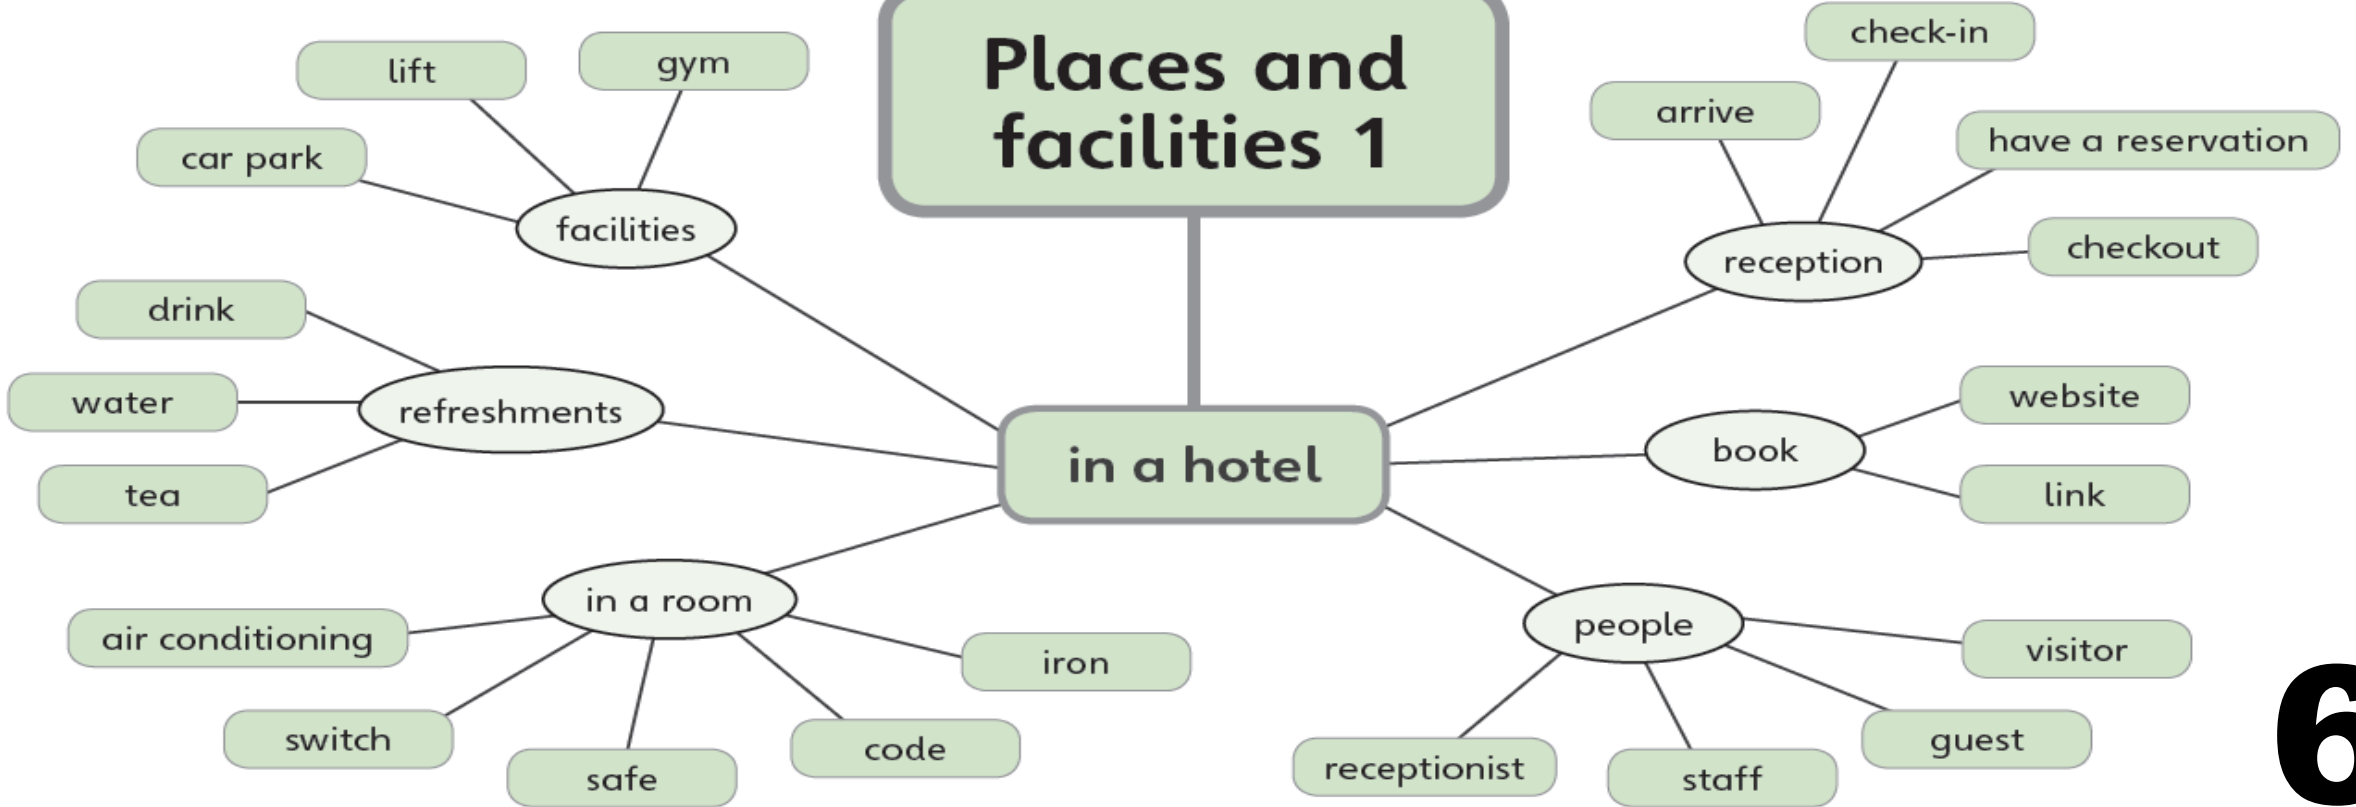 Places and
facilities 1
in a hotel
facilities
car park
lift
gym
refreshments
drink
water
tea
in a room
air conditioning
switch
safe
code
iron
reception
arrive
check-in
have a reservation
checkout
book
website
link
people
visitor
guest
staff
receptionist
6